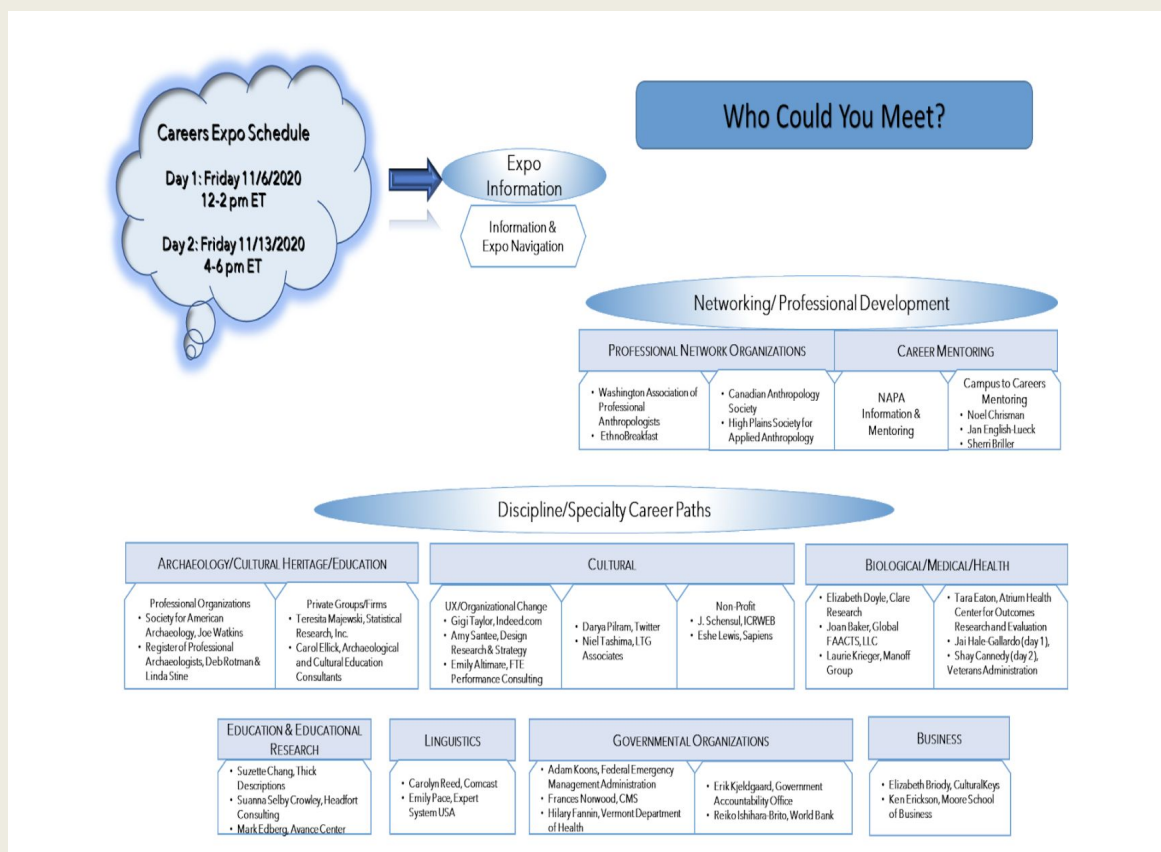 Careers Expo Schedule
Day 1: Friday 11/6/2020
12-2 pm ET
Day 2: Friday 11/13/2020
4-6 pm ET
Expo
Information
Information &
Expo Navigation
Who Could You Meet?
Networking/ Professional Development
PROFESSIONAL NETWORK ORGANIZATIONS
• Washington Association of
Professional
Anthropologists
• EthnoBreakfast
• Canadian Anthropology
Society
• High Plains Society for
Applied Anthropology
CAREER MENTORING
NAPA
Information &
Mentoring
Campus to Careers
Mentoring
• Noel Chrisman
• Jan English-Lueck
• Sherri Briller
Discipline/Specialty Career Paths
ARCHAEOLOGY/CULTURAL HERITAGE/EDUCATION
Professional Organizations
• Society for American
Archaeology, Joe Watkins
• Register of Professional
Archaeologists, Deb Rotman &
Linda Stine
Private Groups/Firms
• Teresita Majewski, Statistical
Research, Inc.
• Carol Ellick, Archaeological
and Cultural Education
Consultants
CULTURAL
UX/Organizational Change
• Gigi Taylor, Indeed.com
• Amy Santee, Design
Research & Strategy
• Emily Altimare, FTE
Performance Consulting
• Darya Pilram, Twitter
• Niel Tashima, LTG
Associates
Non-Profit
• J. Schensul, ICRWEB
• Eshe Lewis, Sapiens
BIOLOGICAL/MEDICAL/HEALTH
• Elizabeth Doyle, Clare
Research
• Joan Baker, Global
FAACTS, LLC
• Laurie Krieger, Manoff
Group
• Tara Eaton, Atrium Health
Center for Outcomes
Research and Evaluation
• Jai Hale-Gallardo (day 1),
• Shay Cannedy (day 2),
Veterans Administration
EDUCATION & EDUCATIONAL
RESEARCH
• Suzette Chang, Thick
Descriptions
• Suanna Selby Crowley, Headfort
Consulting
• Mark Edberg, Avance Center
LINGUISTICS
• Carolyn Reed, Comcast
• Emily Pace, Expert
System USA
GOVERNMENTAL ORGANIZATIONS
• Adam Koons, Federal Emergency
Management Administration
• Frances Norwood, CMS
• Hilary Fannin, Vermont Department
of Health
• Erik Kjeldgaard, Government
Accountability Office
• Reiko Ishihara-Brito, World Bank
BUSINESS
• Elizabeth Briody, CulturalKeys
• Ken Erickson, Moore School
of Business